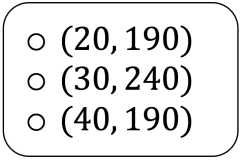 ○ (20, 190)
○ (30, 240)
○ (40, 190)